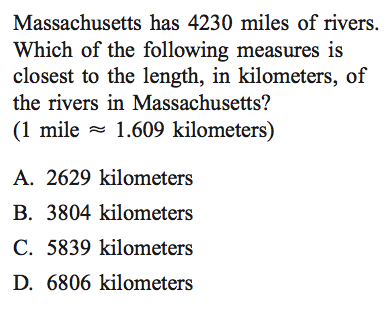 Massachusetts has 4230 miles of rivers.
Which of the following measures is
closest to the length, in kilometers, of
the rivers in Massachusetts?
(1 mile ≈ 1.609 kilometers)
A. 2629 kilometers
B. 3804 kilometers
C. 5839 kilometers
D. 6806 kilometers